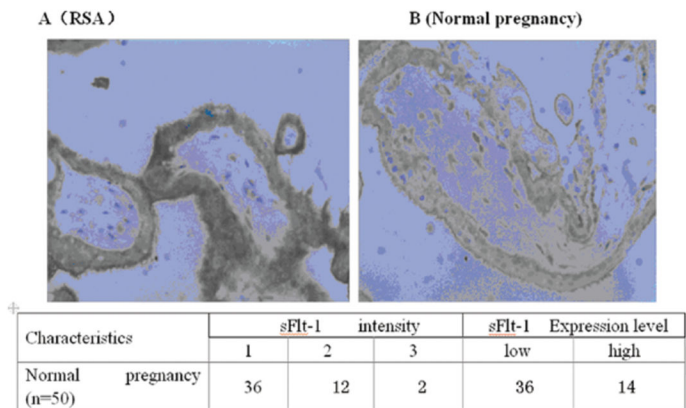 A（RSA）
B (Normal pregnancy)
Characteristics
sFlt-1 intensity
sFlt-1 Expression level
1 2 3 low high
Normal pregnancy
(n=50)
36 12 2 36 14